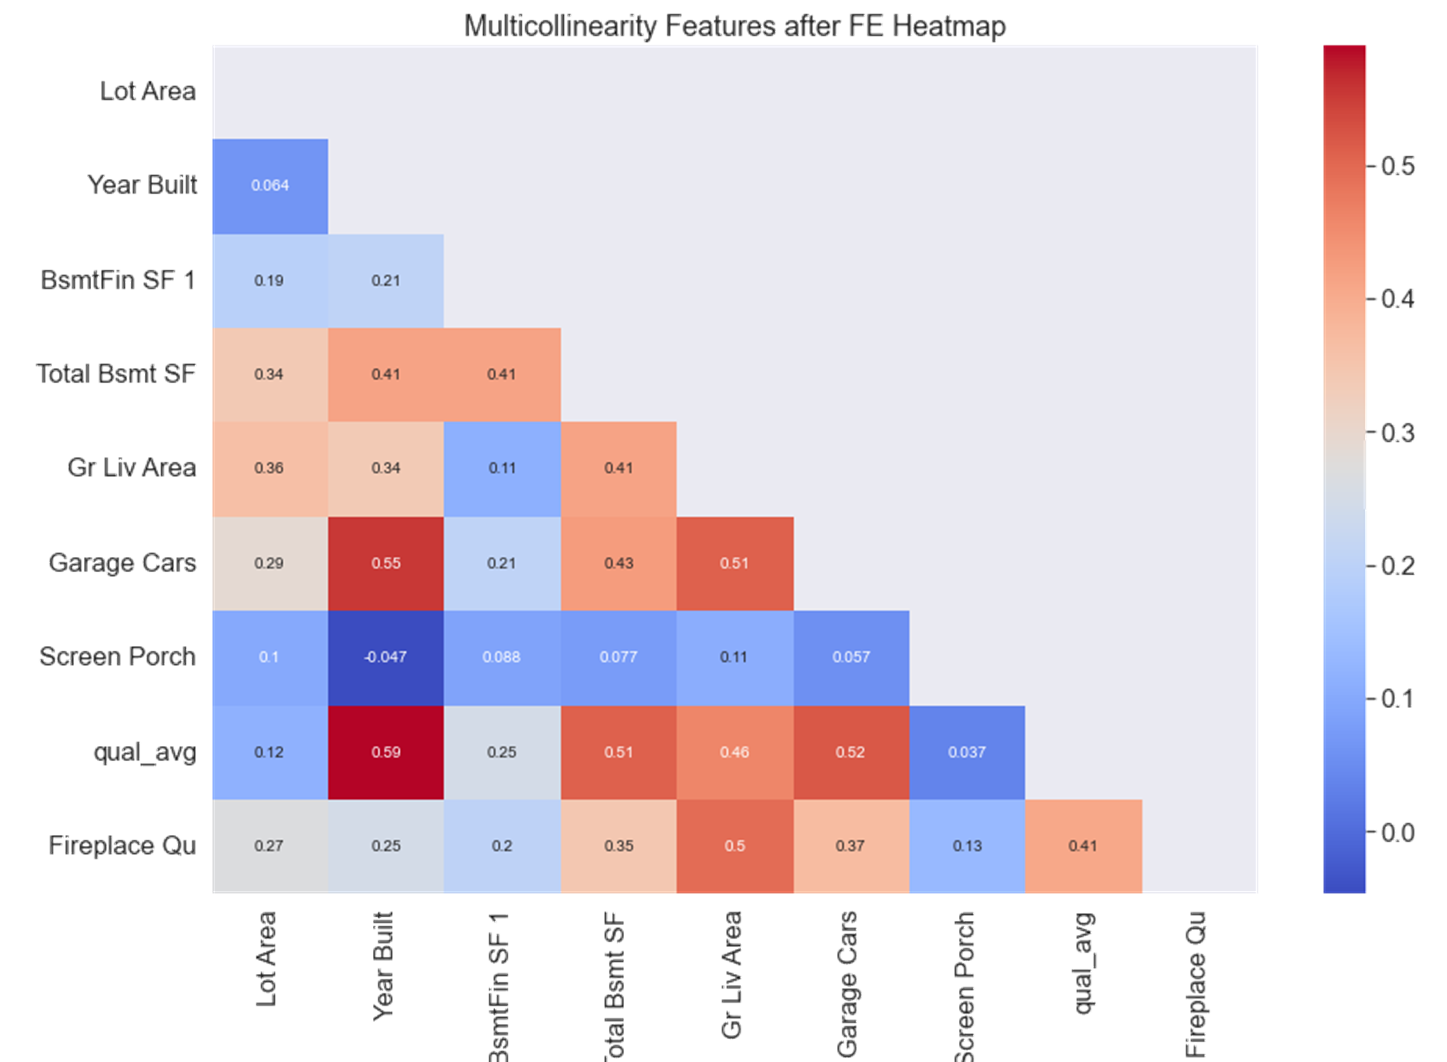 Multicollinearity Features after FE Heatmap
Lot Area
Year Built 0.064
BsmtFin SF 1 0.19 0.21
Total Bsmt SF 0.34 0.41 0.41
Gr Liv Area 0.36 0.34 0.11 0.41
Garage Cars 0.29 0.55 0.21 0.43 0.51
Screen Porch 0.1 -0.047 0.088 0.077 0.11 0.057
qual_avg 0.12 0.59 0.25 0.51 0.46 0.52 0.037
Fireplace Qu 0.27 0.25 0.2 0.35 0.5 0.37 0.13 0.41
Lot Area
Year Built
BsmtFin SF 1
otal Bsmt SF
Gr Liv Area
Garage Cars
Screen Porch
qual_avg
Fireplace Qu
0.5
0.4
0.3
0.2
0.1
0.0